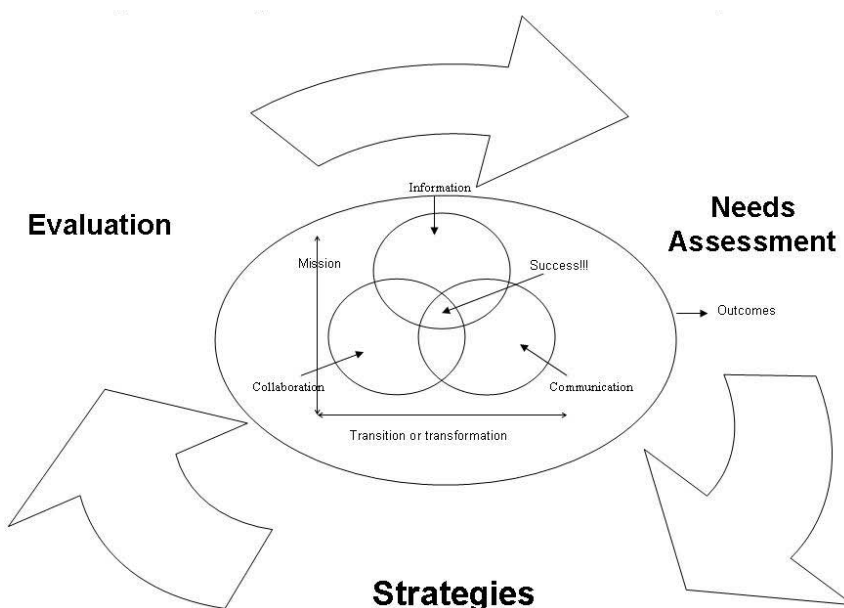 Information
Evaluation
Needs
Assessment
Mission
Success!!!
Outcomes
Collaboration
Communication
Transition or transformation
Strategies